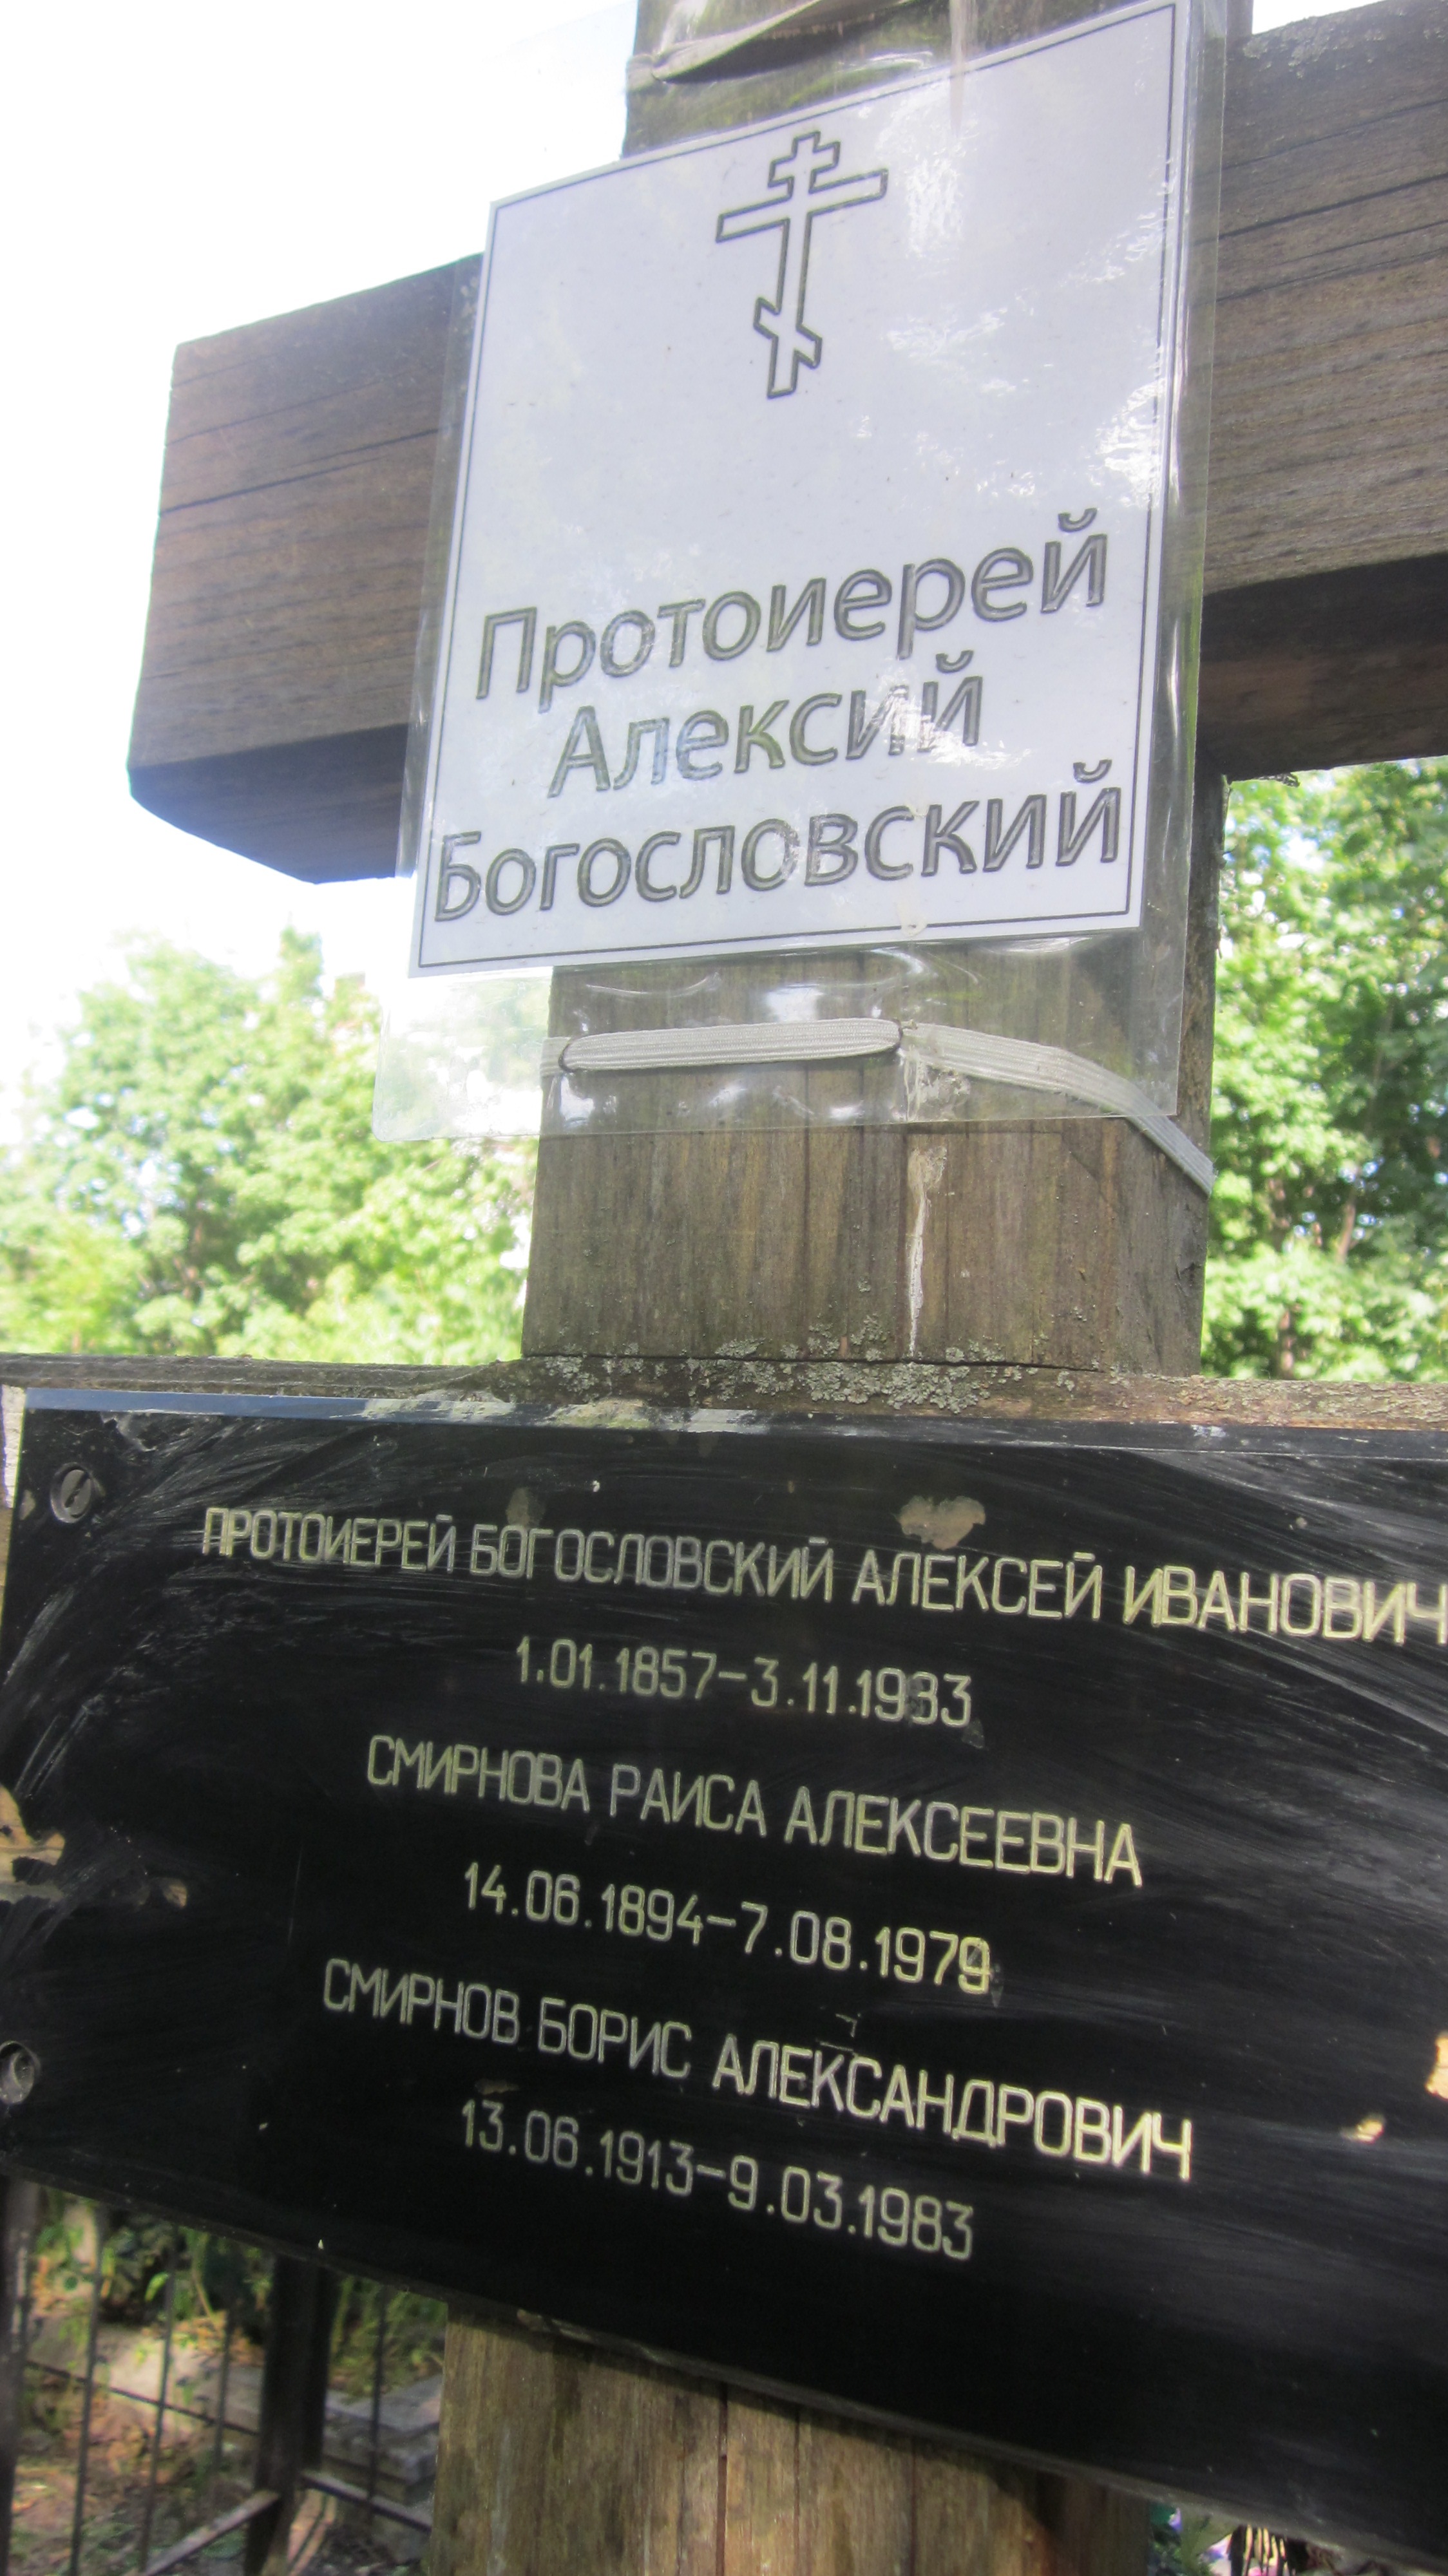 Протоиерей
Алексий
Богословский
ПРОТОИЕРЕЙ БОГОСЛОВСКИЙ АЛЕКСЕЙ ИВАНОВИЧ
1.01.1857-3.11.1933
СМИРНОВА РАИСА АЛЕКСЕЕВНА
14.06.1894-7.08.1979
СМИРНОВ БОРИС АЛЕКСАНДРОВИЧ
13.06.1913-9.03.1983